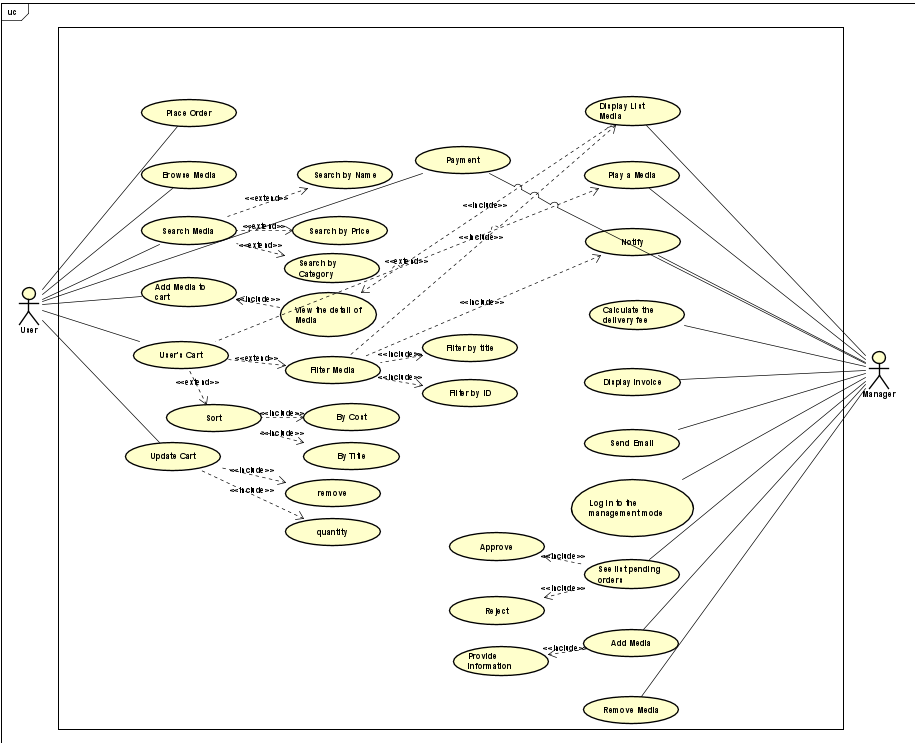 uc
Place Order
Display List
Media
Payment
Browse Media
<<extend>>
Search by Name
Play a Media
<<include>>
Search Media
<<extend>>
Search by Price
<<include>>
Notify
<<extend>>
Search by
Category
<<extend>>
Add Media to
cart
<<include>>
View the detail of
Media
<<include>>
Calculate the
delivery fee
User
User's Cart
<<extend>>
Filter Media
<<include>>
Filter by title
Manager
<<extend>>
<<include>>
Filter by ID
Display Invoice
Sort
<<include>>
By Cost
<<include>>
By Title
Send Email
Update Cart
<<include>>
<<include>>
remove
quantity
Log in to the
management mode
Approve
<<include>>
See list pending
orders
<<include>>
Reject
Add Media
<<include>>
Provide
Information
Remove Media